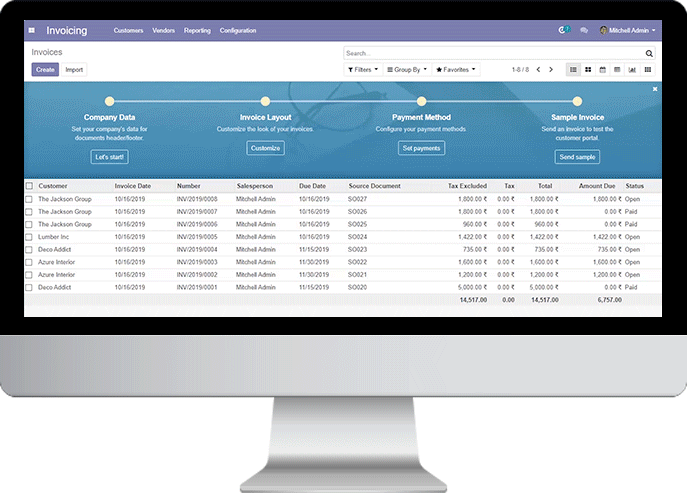 Invoicing Customers Vendors Reporting Configuration Mitchell Admin
Invoices Search...
Create Import Filters Group By Favorites 1-8 / 8
Company Data Invoice Layout Payment Method Sample Invoice
Set your company's data for documents header/footer. Customize the look of your invoices. Configure your payment methods. Send an invoice to test the customer portal.
Let's start! Customize Set payments Send sample
Customer Invoice Date Number Salesperson Due Date Source Document Tax Excluded Tax Total Amount Due Status
The Jackson Group 10/16/2019 INV/2019/0008 Mitchell Admin 10/16/2019 SO027 1,800.00 ₹ 0.00 ₹ 1,800.00 ₹ 1,800.00 ₹ Open
The Jackson Group 10/16/2019 INV/2019/0007 Mitchell Admin 10/16/2019 SO026 1,800.00 ₹ 0.00 ₹ 1,800.00 ₹ 0.00 ₹ Paid
The Jackson Group 10/16/2019 INV/2019/0006 Mitchell Admin 10/16/2019 SO025 960.00 ₹ 0.00 ₹ 960.00 ₹ 0.00 ₹ Paid
Lumber Inc 10/16/2019 INV/2019/0005 Mitchell Admin 10/16/2019 SO024 1,422.00 ₹ 0.00 ₹ 1,422.00 ₹ 1,422.00 ₹ Open
Deco Addict 10/16/2019 INV/2019/0004 Mitchell Admin 11/15/2019 SO023 735.00 ₹ 0.00 ₹ 735.00 ₹ 735.00 ₹ Open
Azure Interior 10/16/2019 INV/2019/0003 Mitchell Admin 11/30/2019 SO022 1,600.00 ₹ 0.00 ₹ 1,600.00 ₹ 1,600.00 ₹ Open
Azure Interior 10/16/2019 INV/2019/0002 Mitchell Admin 11/30/2019 SO021 1,200.00 ₹ 0.00 ₹ 1,200.00 ₹ 1,200.00 ₹ Open
Deco Addict 10/16/2019 INV/2019/0001 Mitchell Admin 11/15/2019 SO020 5,000.00 ₹ 0.00 ₹ 5,000.00 ₹ 0.00 ₹ Paid
14,517.00 0.00 14,517.00 6,757.00